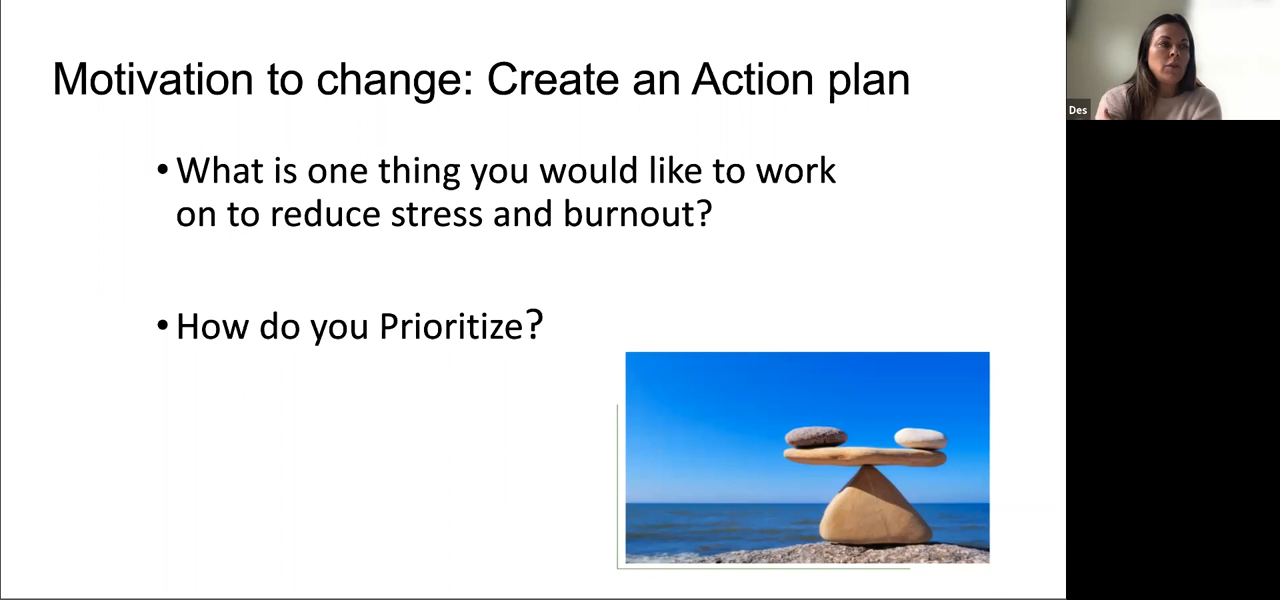 Motivation to change: Create an Action plan
• What is one thing you would like to work
on to reduce stress and burnout?
• How do you Prioritize?
Des